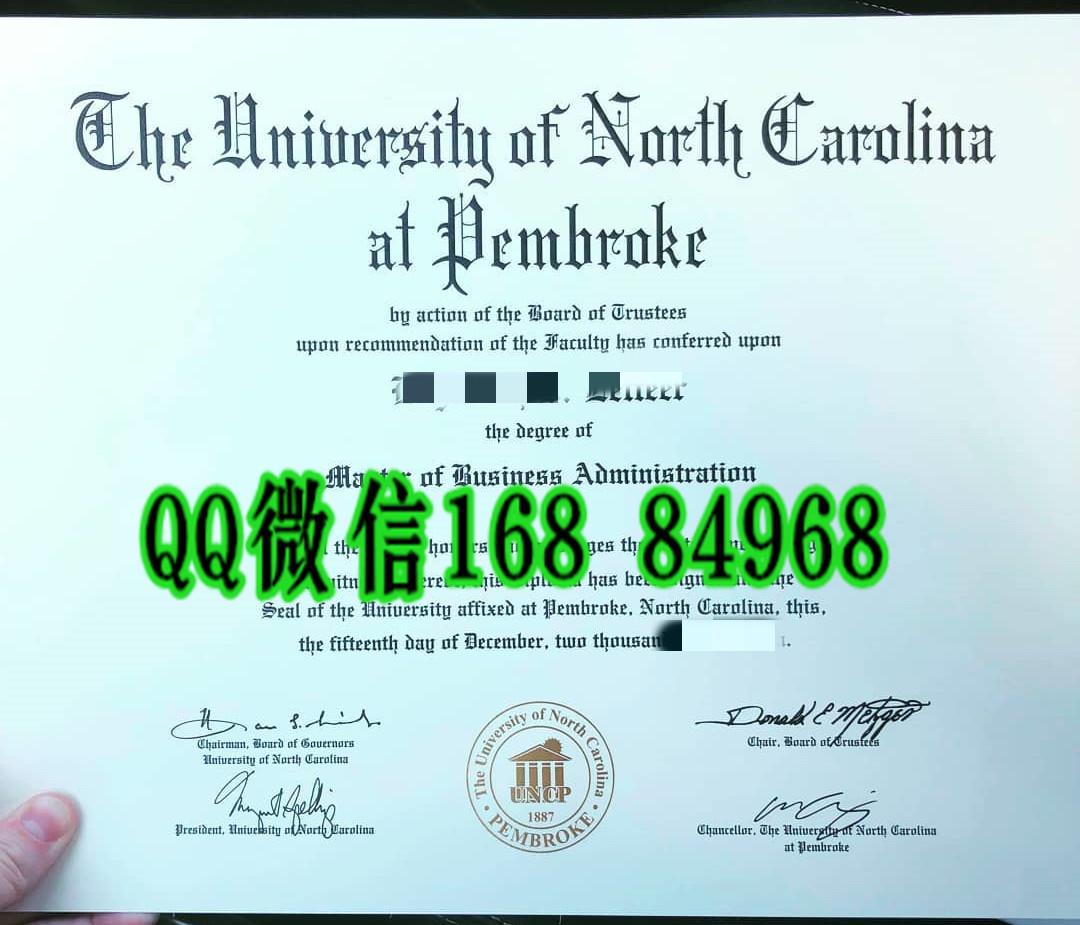 The University of North Carolina
at Pembroke
by action of the Board of Trustees
upon recommendation of the Faculty has conferred upon
the degree of
Master of Business Administration
QQ微信168 84968
has been
Seal of the University affixed at Pembroke, North Carolina, this,
the fifteenth day of December, two thousan
Chairman, Board of Governors
University of North Carolina
President, University of North Carolina
The University of North Carolina
UNCP
1887
PEMBROKE
Donald E Metzger
Chair, Board of Trustees
Chancellor, The University of North Carolina
at Pembroke